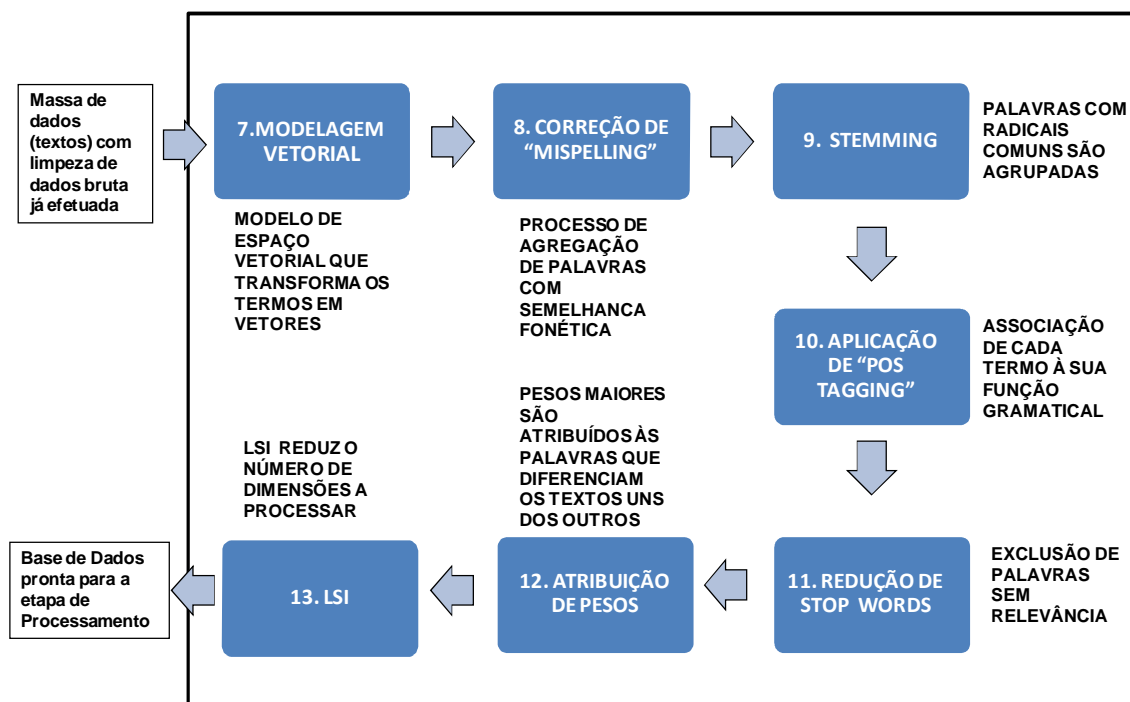 Massa de
dados
(textos) com
limpeza de
dados bruta
já efetuada
7.MODELAGEM
VETORIAL
MODELO DE
ESPAÇO
VETORIAL QUE
TRANSFORMA OS
TERMOS EM
VETORES
8. CORREÇÃO DE
“MISPELLING”
PROCESSO DE
AGREGAÇÃO
DE PALAVRAS
COM
SEMELHANCA
FONÉTICA
9. STEMMING
PALAVRAS COM
RADICAIS
COMUNS SÃO
AGRUPADAS
10. APLICAÇÃO
DE “POS
TAGGING”
ASSOCIAÇÃO
DE CADA
TERMO À SUA
FUNÇÃO
GRAMATICAL
11. REDUÇÃO DE
STOP WORDS
EXCLUSÃO DE
PALAVRAS
SEM
RELEVÂNCIA
PESOS MAIORES
SÃO
ATRIBUÍDOS ÀS
PALAVRAS QUE
DIFERENCIAM
OS TEXTOS UNS
DOS OUTROS
12. ATRIBUIÇÃO
DE PESOS
LSI REDUZ O
NÚMERO DE
DIMENSÕES A
PROCESSAR
13. LSI
Base de Dados
pronta para a
etapa de
Processamento